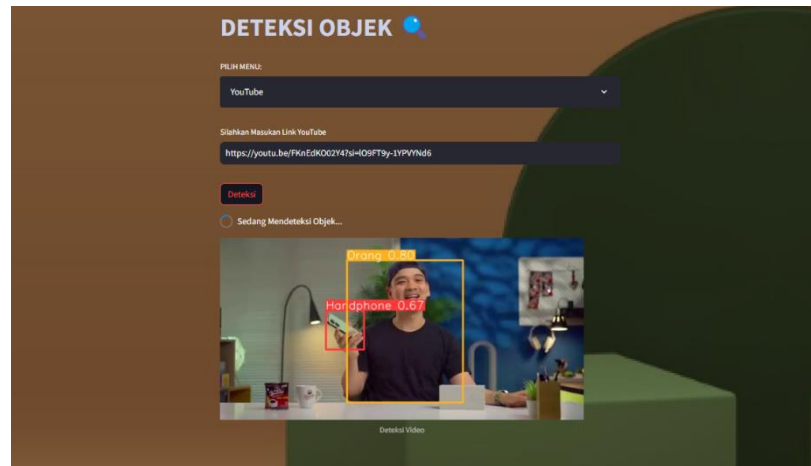 DETEKSI OBJEK
PILIH MENU:
YouTube
Silahkan Masukan Link YouTube
https://youtu.be/FKnEdKO02Y4?si=lO9FT9y-1YPVYNd6
Deteksi
Sedang Mendeteksi Objek...
Orang 0.80
Handphone 0.67
Deteksi Video